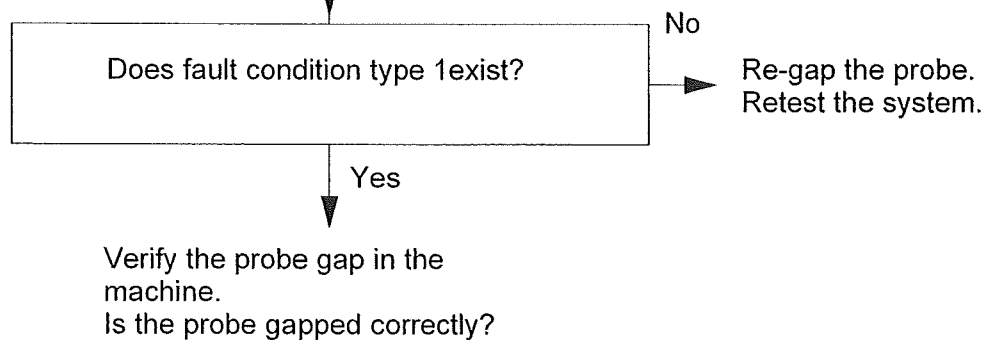 No
Does fault condition type 1exist?
Re-gap the probe.
Retest the system.
Yes
Verify the probe gap in the
machine.
Is the probe gapped correctly?